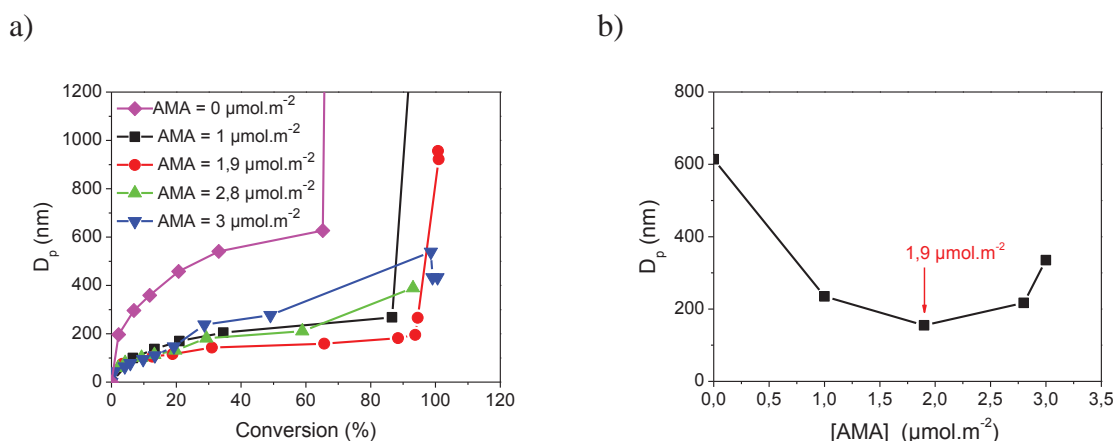 a)
1200
1000
800
600
400
200
0
D_p (nm)
AMA = 0 µmol.m⁻²
AMA = 1 µmol.m⁻²
AMA = 1,9 µmol.m⁻²
AMA = 2,8 µmol.m⁻²
AMA = 3 µmol.m⁻²
0 20 40 60 80 100 120
Conversion (%)
b)
800
600
400
200
0
D_p (nm)
1,9 µmol.m⁻²
0,0 0,5 1,0 1,5 2,0 2,5 3,0 3,5
[AMA] (µmol.m⁻²)